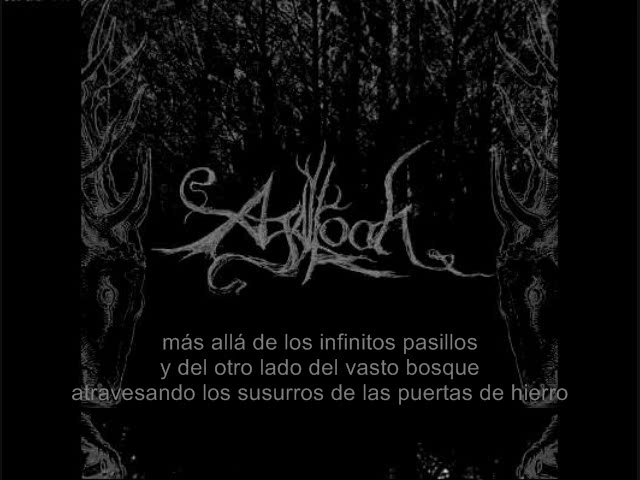 Agalloch
más allá de los infinitos pasillos
y del otro lado del vasto bosque
atravesando los susurros de las puertas de hierro